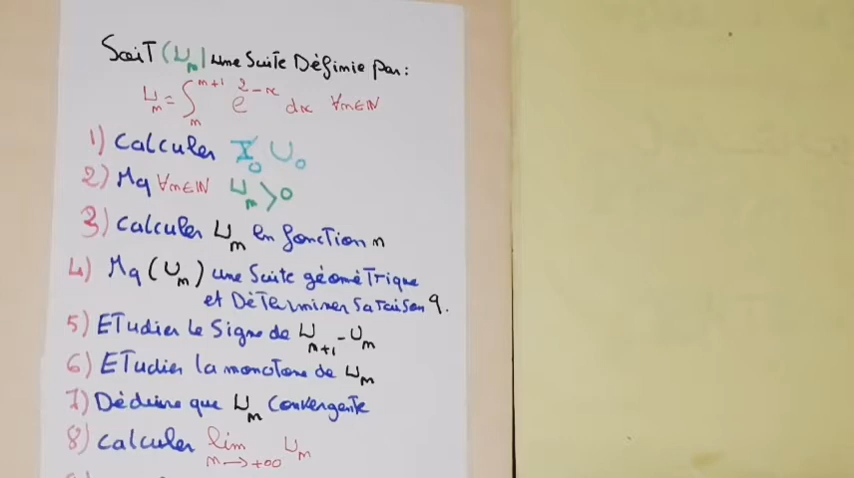 Soit (Un) une Suite Définie par:
Un = ∫_n^{n+1} e^{2-x} dx ∀n∈IN
1) Calculer I0 U0
2) Mq ∀n∈IN Un > 0
3) Calculer Un en fonction n
4) Mq (Un) une Suite géométrique
et Déterminer sa raison q.
5) ETudier le Signe de Un+1 - Un
6) ETudier la monotone de Un
7) Déduire que Un Convergente
8) Calculer lim n→+∞ Un